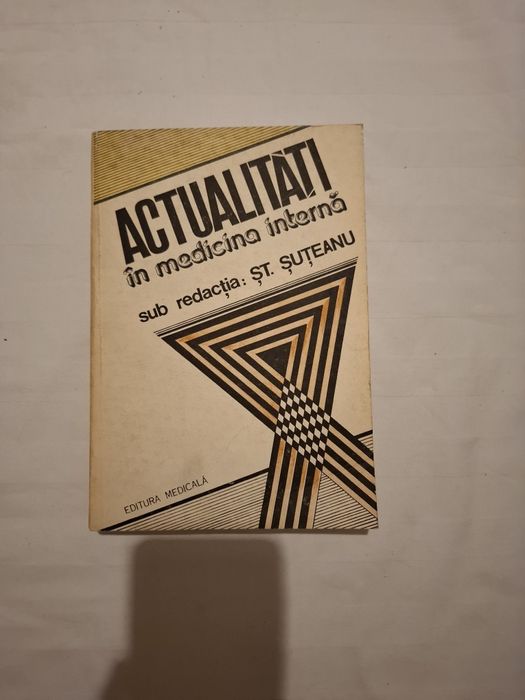 ACTUALITĂȚI
în medicina internă
sub redacția: ȘT. ȘUȚEANU
EDITURA MEDICALĂ